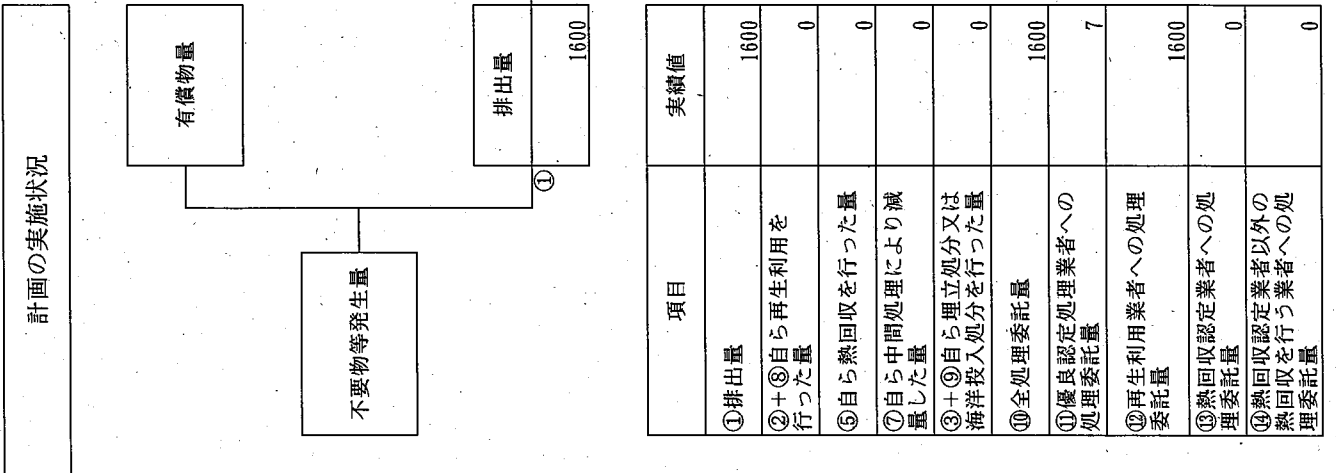 計画の実施状況
有償物量
不要物等発生量
排出量
①
1600
項目
実績値
①排出量
1600
②+⑧自ら再生利用を
行った量
0
⑤自ら熱回収を行った量
0
⑦自ら中間処理により減
量した量
0
③+⑨自ら埋立処分又は
海洋投入処分を行った量
0
⑩全処理委託量
1600
⑪優良認定処理業者への
処理委託量
7
⑫再生利用業者への処理
委託量
1600
⑬熱回収認定業者への処
理委託量
0
⑭熱回収認定業者以外の
熱回収を行う業者への処
理委託量
0